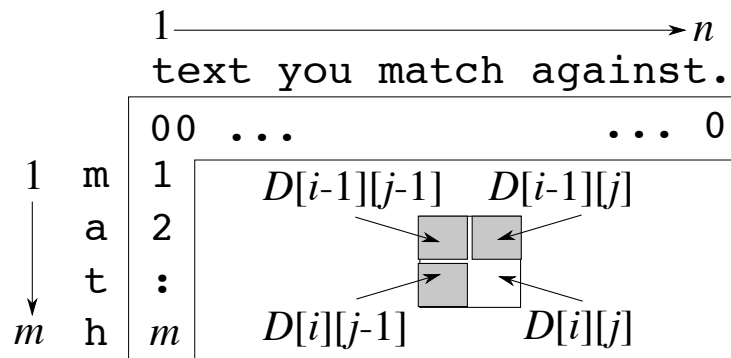 1 n
text you match against.
00 ... ... 0
1 m 1 D[i-1][j-1] D[i-1][j]
a 2
t :
m h m D[i][j-1] D[i][j]